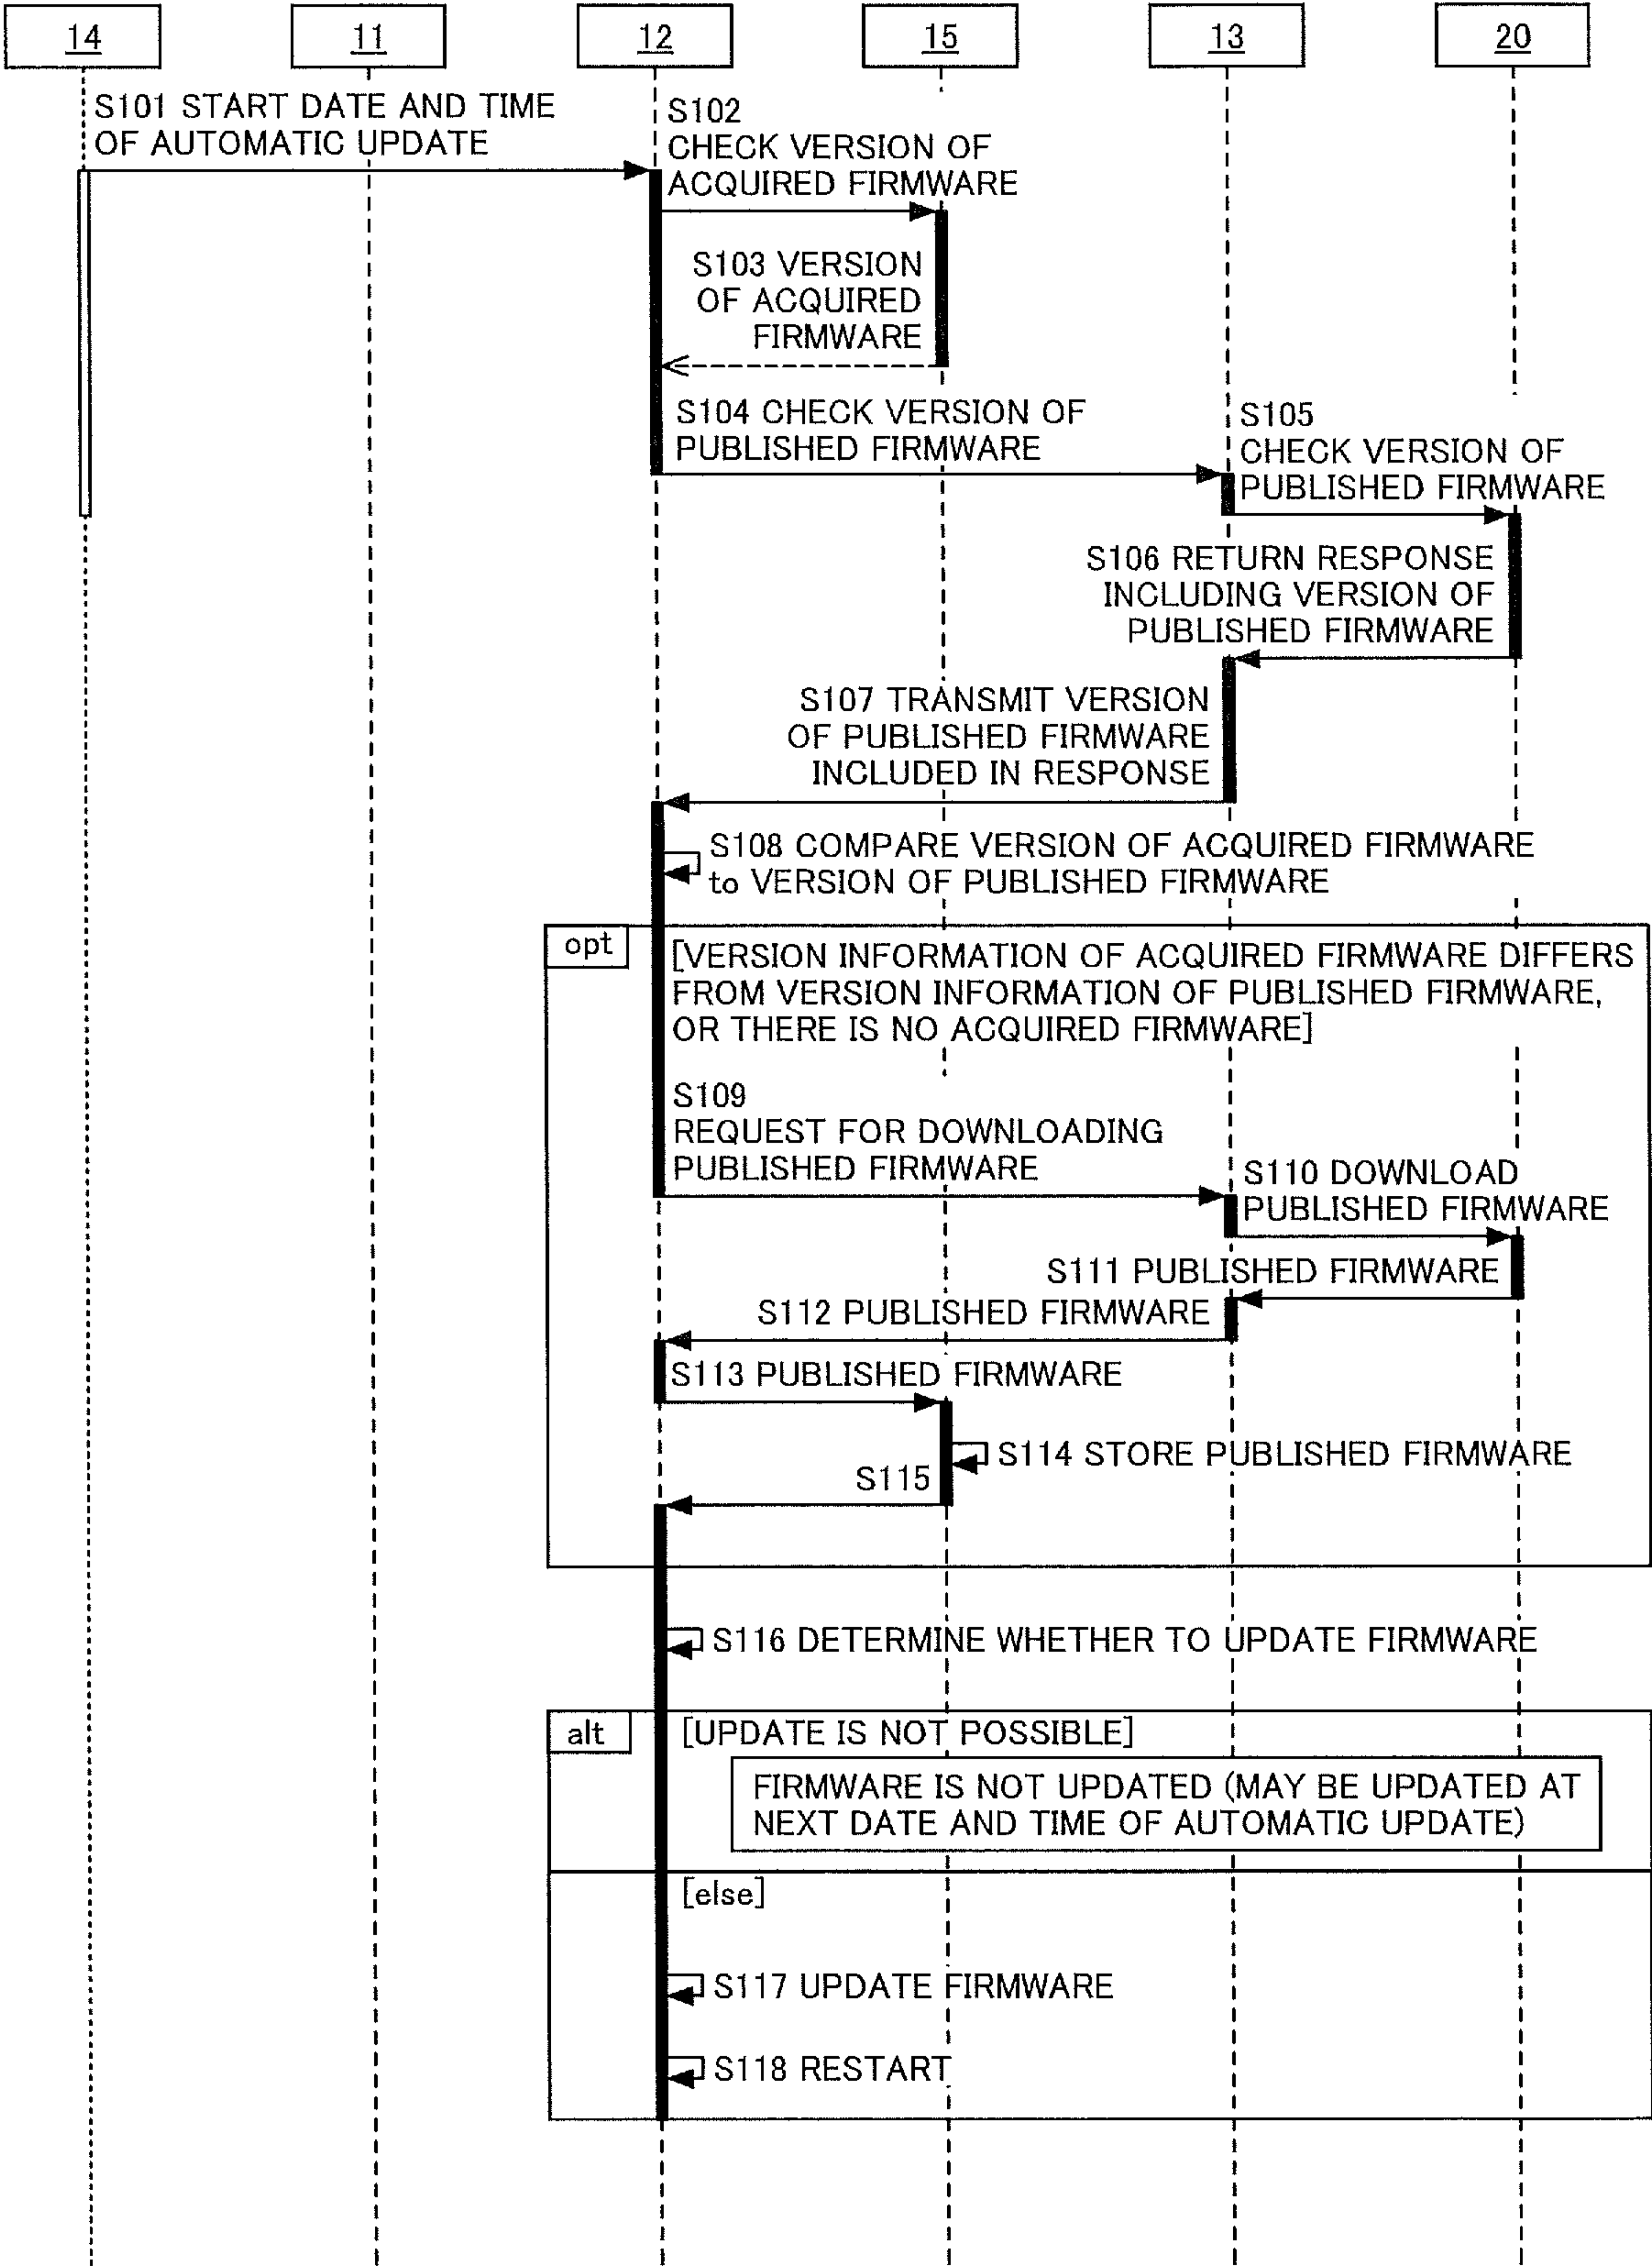 14
11
12
15
13
20
S101 START DATE AND TIME
OF AUTOMATIC UPDATE
S102
CHECK VERSION OF
ACQUIRED FIRMWARE
S103 VERSION
OF ACQUIRED
FIRMWARE
S104 CHECK VERSION OF
PUBLISHED FIRMWARE
S105
CHECK VERSION OF
PUBLISHED FIRMWARE
S106 RETURN RESPONSE
INCLUDING VERSION OF
PUBLISHED FIRMWARE
S107 TRANSMIT VERSION
OF PUBLISHED FIRMWARE
INCLUDED IN RESPONSE
S108 COMPARE VERSION OF ACQUIRED FIRMWARE
to VERSION OF PUBLISHED FIRMWARE
opt
[VERSION INFORMATION OF ACQUIRED FIRMWARE DIFFERS
FROM VERSION INFORMATION OF PUBLISHED FIRMWARE,
OR THERE IS NO ACQUIRED FIRMWARE]
S109
REQUEST FOR DOWNLOADING
PUBLISHED FIRMWARE
S110 DOWNLOAD
PUBLISHED FIRMWARE
S111 PUBLISHED FIRMWARE
S112 PUBLISHED FIRMWARE
S113 PUBLISHED FIRMWARE
S114 STORE PUBLISHED FIRMWARE
S115
S116 DETERMINE WHETHER TO UPDATE FIRMWARE
alt
[UPDATE IS NOT POSSIBLE]
FIRMWARE IS NOT UPDATED (MAY BE UPDATED AT
NEXT DATE AND TIME OF AUTOMATIC UPDATE)
[else]
S117 UPDATE FIRMWARE
S118 RESTART